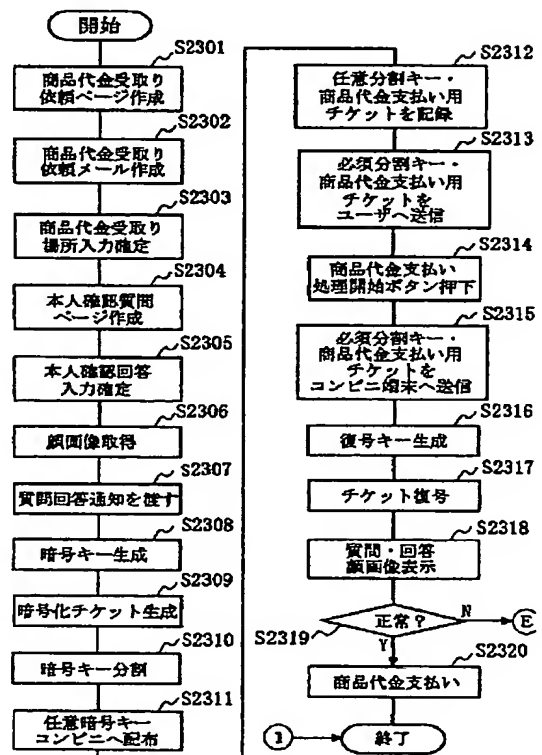 開始
S2301
商品代金受取り
依頼ページ作成
S2302
商品代金受取り
依頼メール作成
S2303
商品代金受取り
場所入力確定
S2304
本人確認質問
ページ作成
S2305
本人確認回答
入力確定
S2306
顔画像取得
S2307
質問回答通知を渡す
S2308
暗号キー生成
S2309
暗号化チケット生成
S2310
暗号キー分割
S2311
任意暗号キー
コンビニへ配布
S2312
任意分割キー・
商品代金支払い用
チケットを記録
S2313
必須分割キー・
商品代金支払い用
チケットを
ユーザへ送信
S2314
商品代金支払い
処理開始ボタン押下
S2315
必須分割キー・
商品代金支払い用
チケットを
コンビニ端末へ送信
S2316
復号キー生成
S2317
チケット復号
S2318
質問・回答
顔画像表示
S2319
正常?
N
E
Y
S2320
商品代金支払い
1
終了